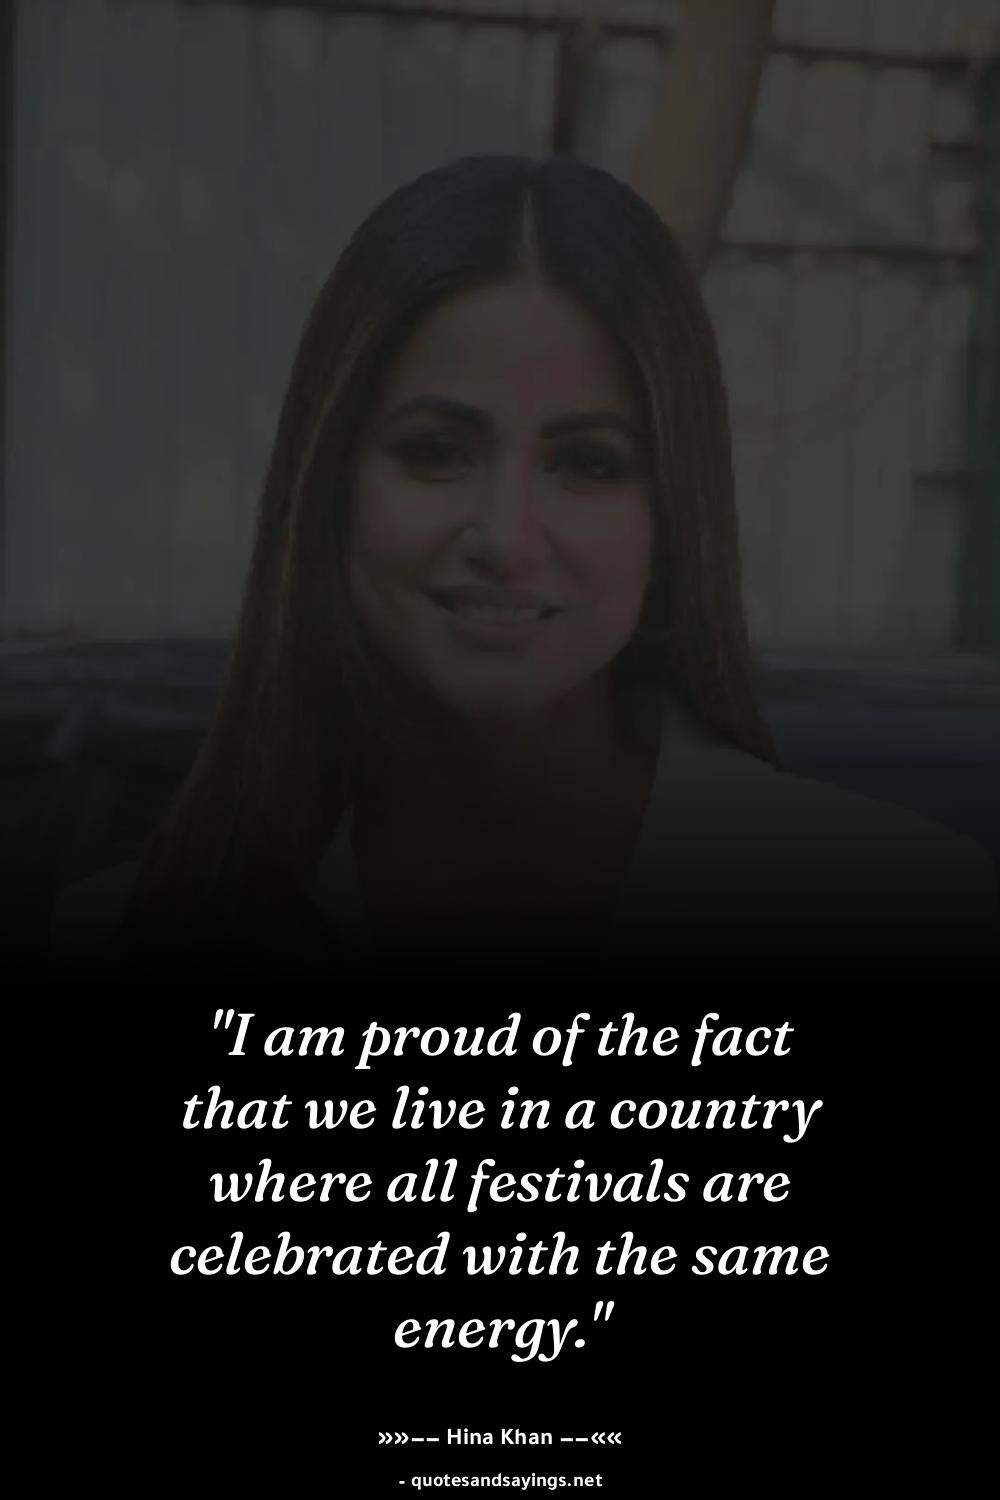 "I am proud of the fact
that we live in a country
where all festivals are
celebrated with the same
energy."
»»–– Hina Khan ––««
- quotesandsayings.net